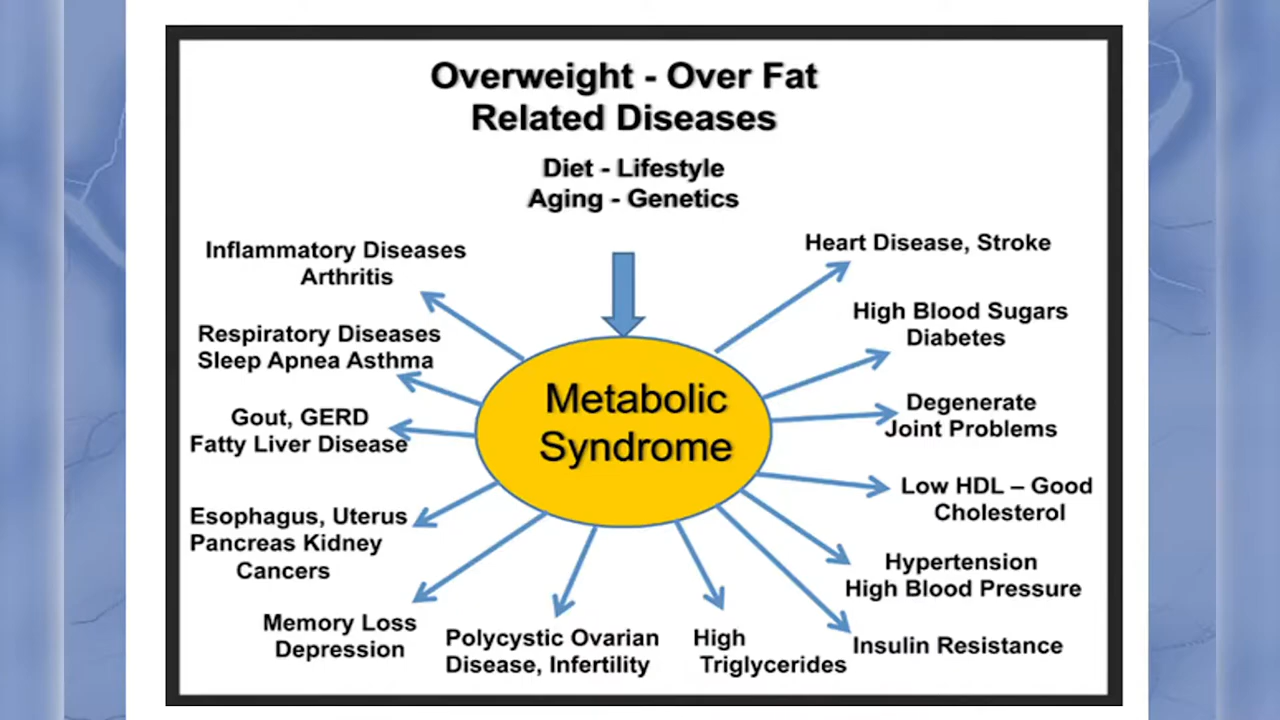 Overweight - Over Fat
Related Diseases
Diet - Lifestyle
Aging - Genetics
Inflammatory Diseases
Arthritis
Respiratory Diseases
Sleep Apnea Asthma
Gout, GERD
Fatty Liver Disease
Esophagus, Uterus
Pancreas Kidney
Cancers
Memory Loss
Depression
Metabolic
Syndrome
Polycystic Ovarian
Disease, Infertility
High
Triglycerides
Heart Disease, Stroke
High Blood Sugars
Diabetes
Degenerate
Joint Problems
Low HDL – Good
Cholesterol
Hypertension
High Blood Pressure
Insulin Resistance